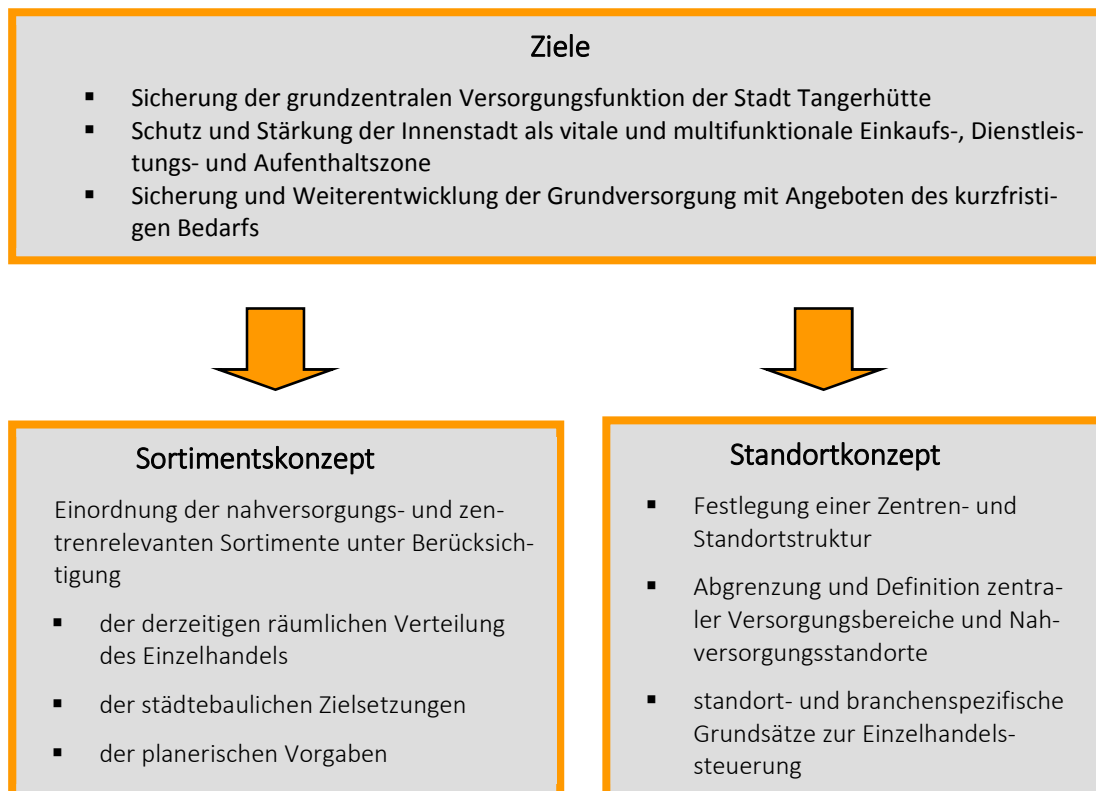 Ziele
▪ Sicherung der grundzentralen Versorgungsfunktion der Stadt Tangerhütte
▪ Schutz und Stärkung der Innenstadt als vitale und multifunktionale Einkaufs-, Dienstleis-
tungs- und Aufenthaltszone
▪ Sicherung und Weiterentwicklung der Grundversorgung mit Angeboten des kurzfristi-
gen Bedarfs
Sortimentskonzept
Einordnung der nahversorgungs- und zen-
trenrelevanten Sortimente unter Berücksich-
tigung
▪ der derzeitigen räumlichen Verteilung
des Einzelhandels
▪ der städtebaulichen Zielsetzungen
▪ der planerischen Vorgaben
Standortkonzept
▪ Festlegung einer Zentren- und
Standortstruktur
▪ Abgrenzung und Definition zentra-
ler Versorgungsbereiche und Nah-
versorgungsstandorte
▪ standort- und branchenspezifische
Grundsätze zur Einzelhandels-
steuerung